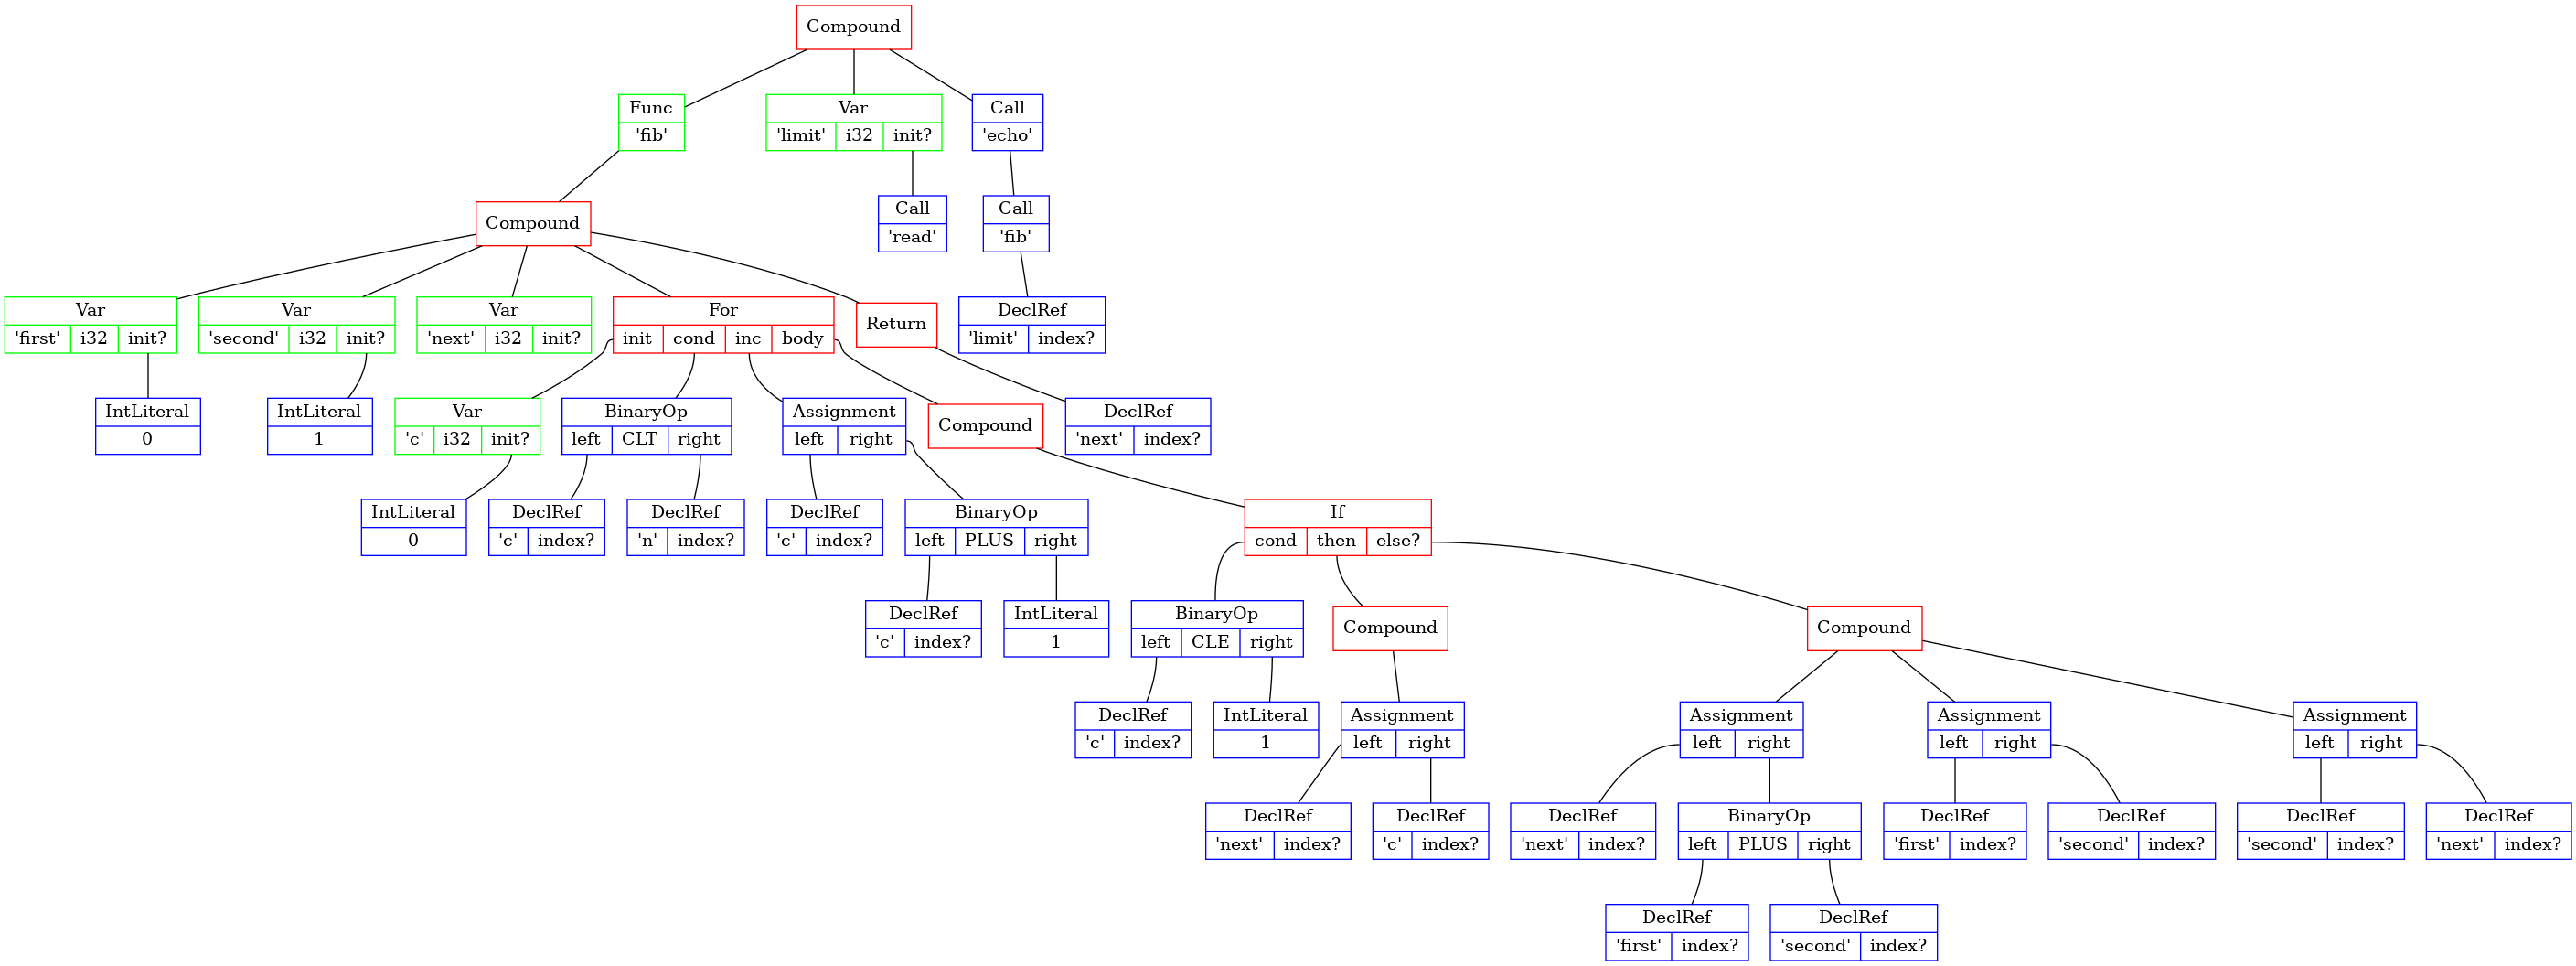 Compound
Func
'fib'
Var
'limit' i32 init?
Call
'echo'
Compound
Call
'read'
Call
'fib'
Var
'first' i32 init?
Var
'second' i32 init?
Var
'next' i32 init?
For
init cond inc body
Return
DeclRef
'limit' index?
IntLiteral
0
IntLiteral
1
Var
'c' i32 init?
BinaryOp
left CLT right
Assignment
left right
Compound
DeclRef
'next' index?
IntLiteral
0
DeclRef
'c' index?
DeclRef
'n' index?
DeclRef
'c' index?
BinaryOp
left PLUS right
If
cond then else?
DeclRef
'c' index?
IntLiteral
1
BinaryOp
left CLE right
Compound
Compound
DeclRef
'c' index?
IntLiteral
1
Assignment
left right
Assignment
left right
Assignment
left right
Assignment
left right
DeclRef
'next' index?
DeclRef
'c' index?
DeclRef
'next' index?
BinaryOp
left PLUS right
DeclRef
'first' index?
DeclRef
'second' index?
DeclRef
'second' index?
DeclRef
'next' index?
DeclRef
'first' index?
DeclRef
'second' index?